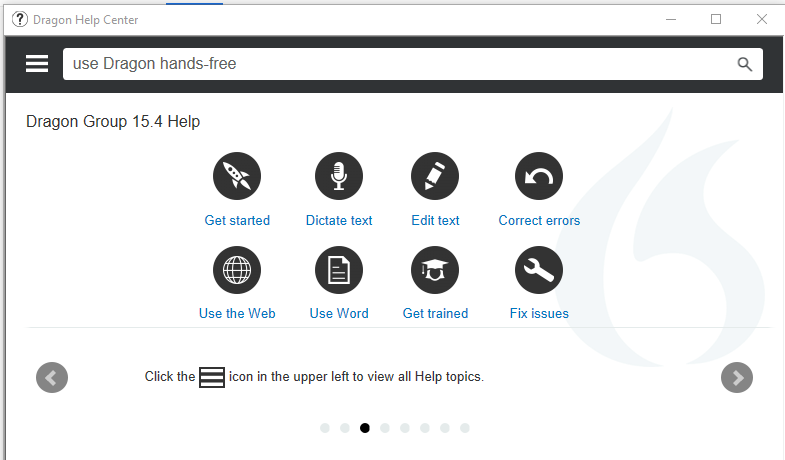 Dragon Help Center
use Dragon hands-free
Dragon Group 15.4 Help
Get started
Dictate text
Edit text
Correct errors
Use the Web
Use Word
Get trained
Fix issues
Click the icon in the upper left to view all Help topics.